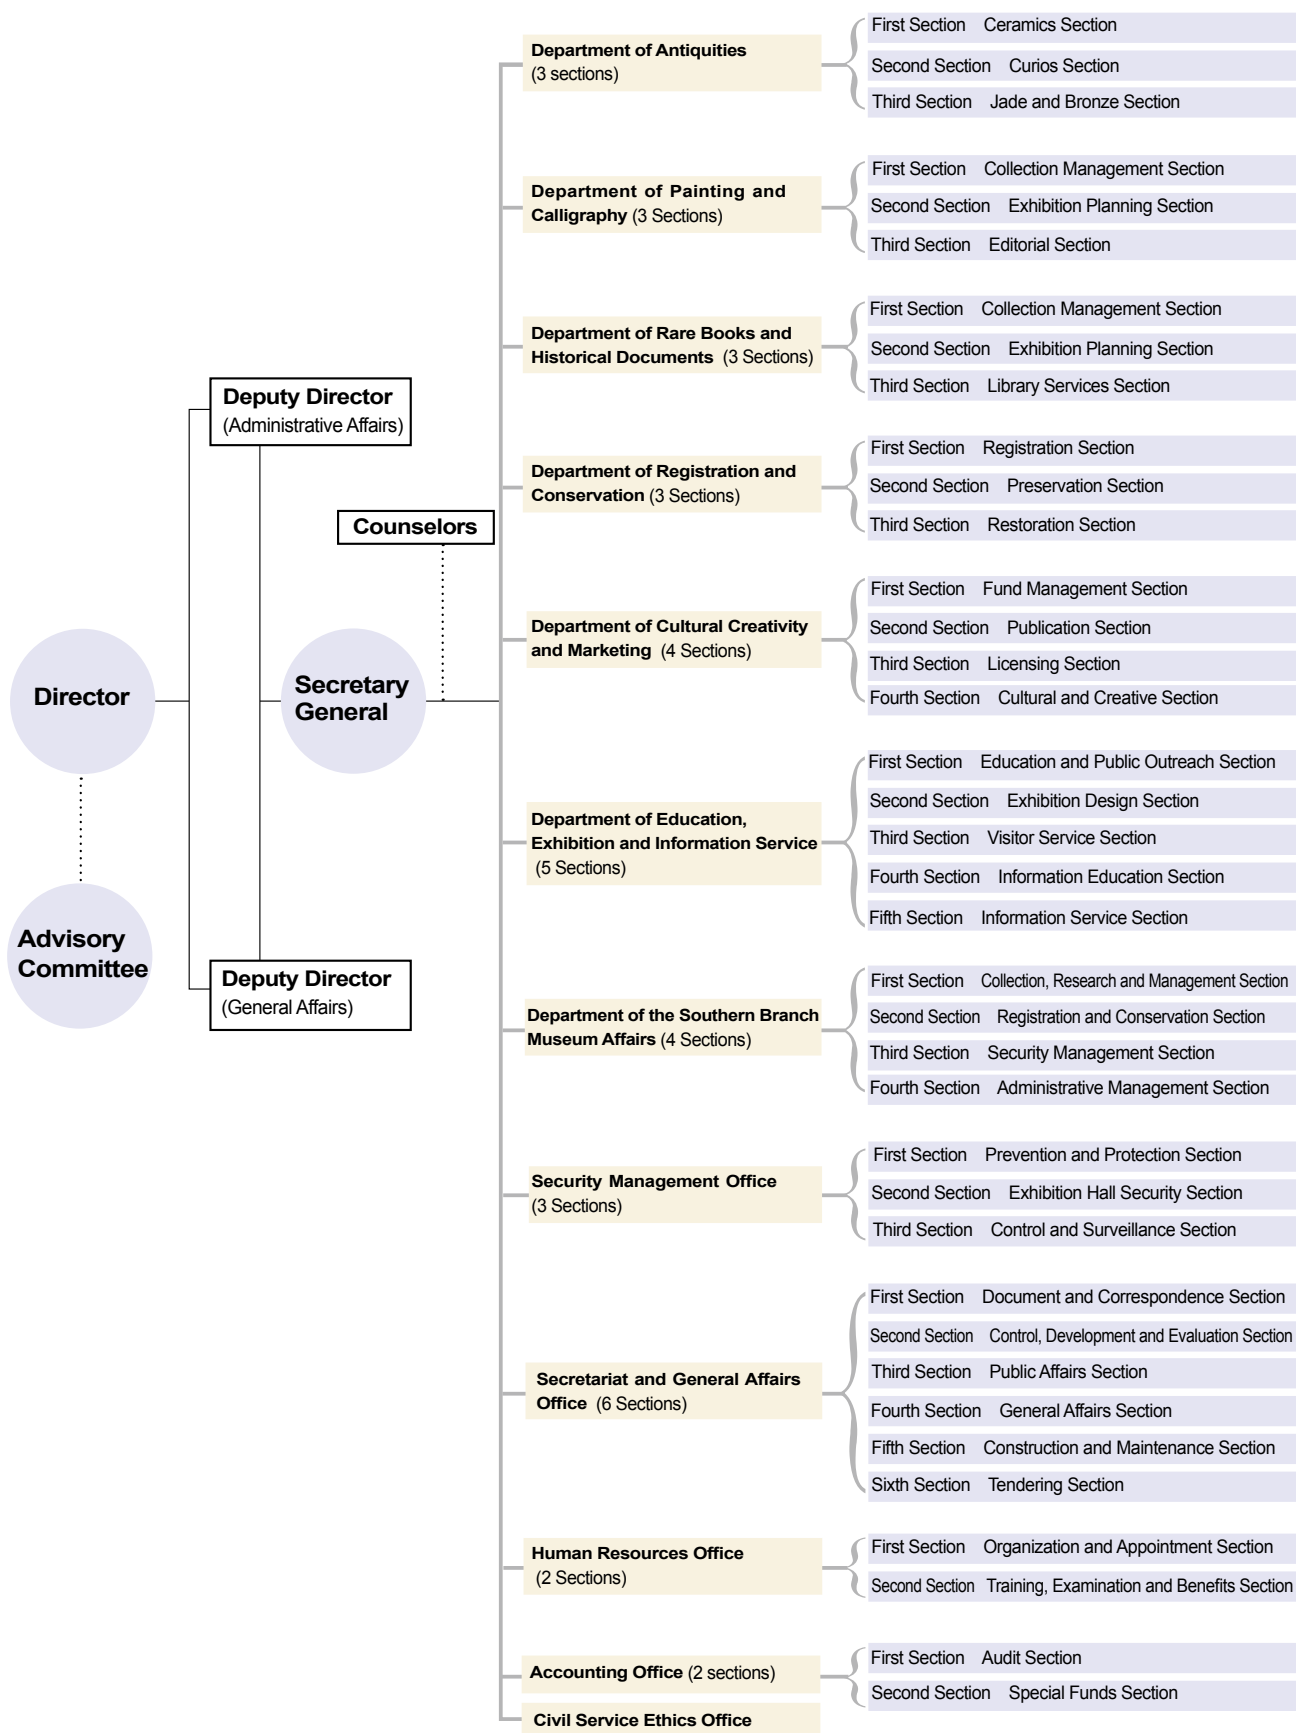 Director
Advisory
Committee
Deputy Director
(Administrative Affairs)
Deputy Director
(General Affairs)
Secretary
General
Counselors
Department of Antiquities
(3 sections)
First Section Ceramics Section
Second Section Curios Section
Third Section Jade and Bronze Section
Department of Painting and
Calligraphy (3 Sections)
First Section Collection Management Section
Second Section Exhibition Planning Section
Third Section Editorial Section
Department of Rare Books and
Historical Documents (3 Sections)
First Section Collection Management Section
Second Section Exhibition Planning Section
Third Section Library Services Section
Department of Registration and
Conservation (3 Sections)
First Section Registration Section
Second Section Preservation Section
Third Section Restoration Section
Department of Cultural Creativity
and Marketing (4 Sections)
First Section Fund Management Section
Second Section Publication Section
Third Section Licensing Section
Fourth Section Cultural and Creative Section
Department of Education,
Exhibition and Information Service
(5 Sections)
First Section Education and Public Outreach Section
Second Section Exhibition Design Section
Third Section Visitor Service Section
Fourth Section Information Education Section
Fifth Section Information Service Section
Department of the Southern Branch
Museum Affairs (4 Sections)
First Section Collection, Research and Management Section
Second Section Registration and Conservation Section
Third Section Security Management Section
Fourth Section Administrative Management Section
Security Management Office
(3 Sections)
First Section Prevention and Protection Section
Second Section Exhibition Hall Security Section
Third Section Control and Surveillance Section
Secretariat and General Affairs
Office (6 Sections)
First Section Document and Correspondence Section
Second Section Control, Development and Evaluation Section
Third Section Public Affairs Section
Fourth Section General Affairs Section
Fifth Section Construction and Maintenance Section
Sixth Section Tendering Section
Human Resources Office
(2 Sections)
First Section Organization and Appointment Section
Second Section Training, Examination and Benefits Section
Accounting Office (2 sections)
First Section Audit Section
Second Section Special Funds Section
Civil Service Ethics Office